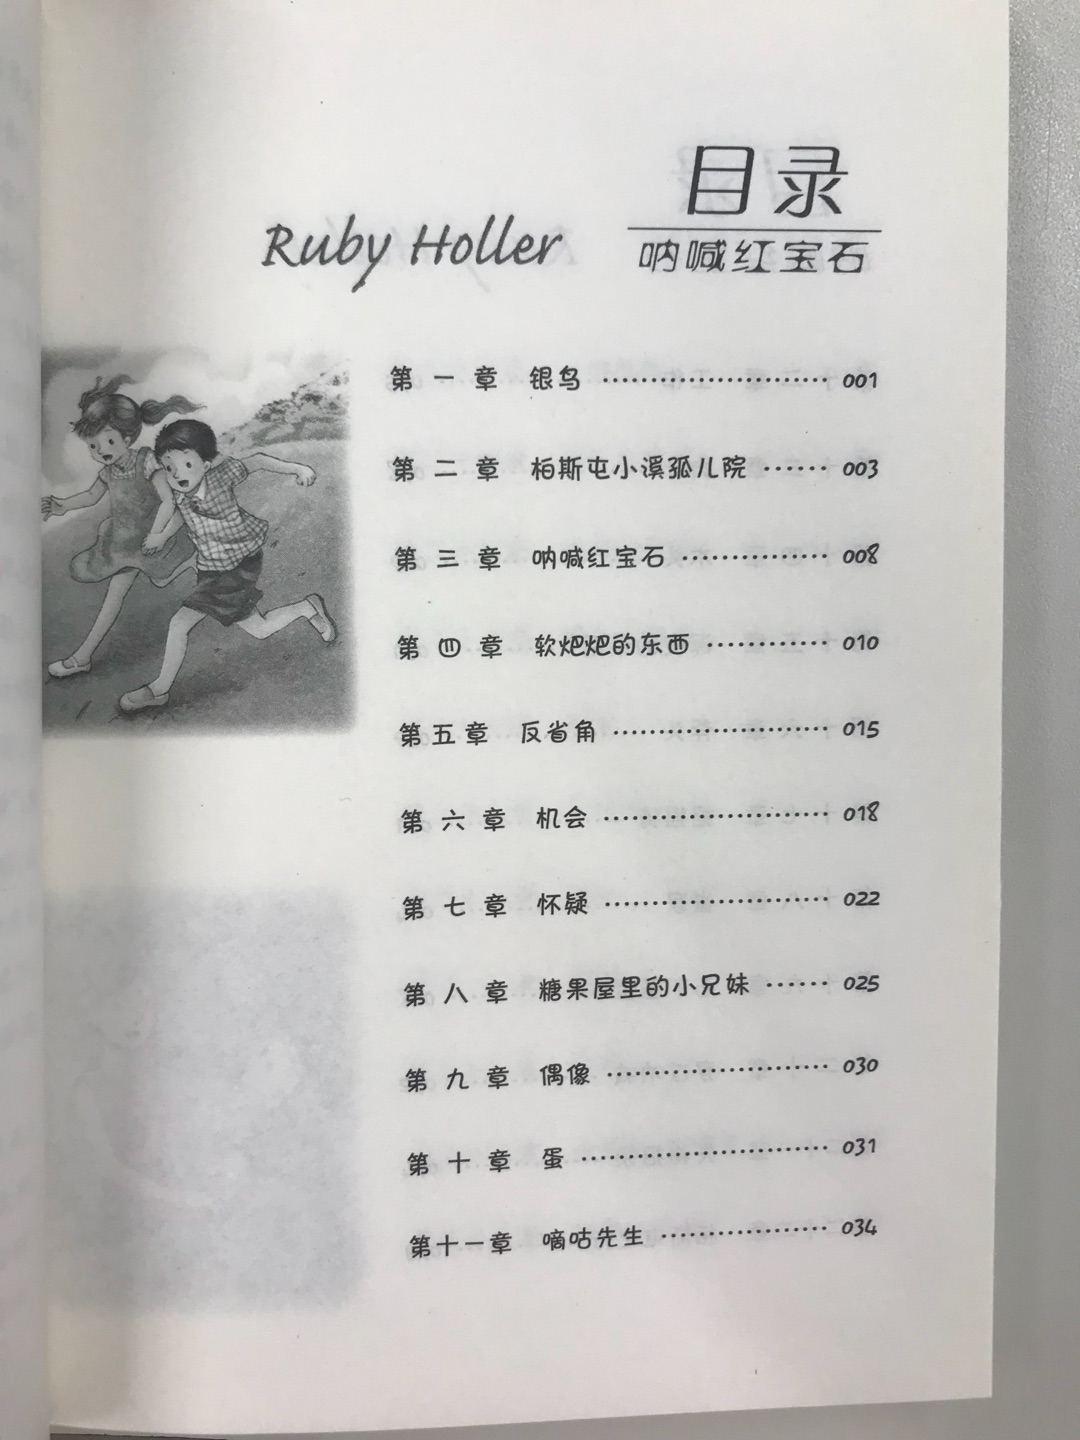 目录
Ruby Holler
呐喊红宝石
第一章 银鸟 ························ 001
第二章 柏斯屯小溪孤儿院 ······ 003
第三章 呐喊红宝石 ··············· 008
第四章 软炽炽的东西 ············ 010
第五章 反省角 ······················ 015
第六章 机会 ························ 018
第七章 怀疑 ························ 022
第八章 糖果屋里的小兄妹 ······ 025
第九章 偶像 ························ 030
第十章 蛋 ··························· 031
第十一章 嘀咕先生 ·················· 034